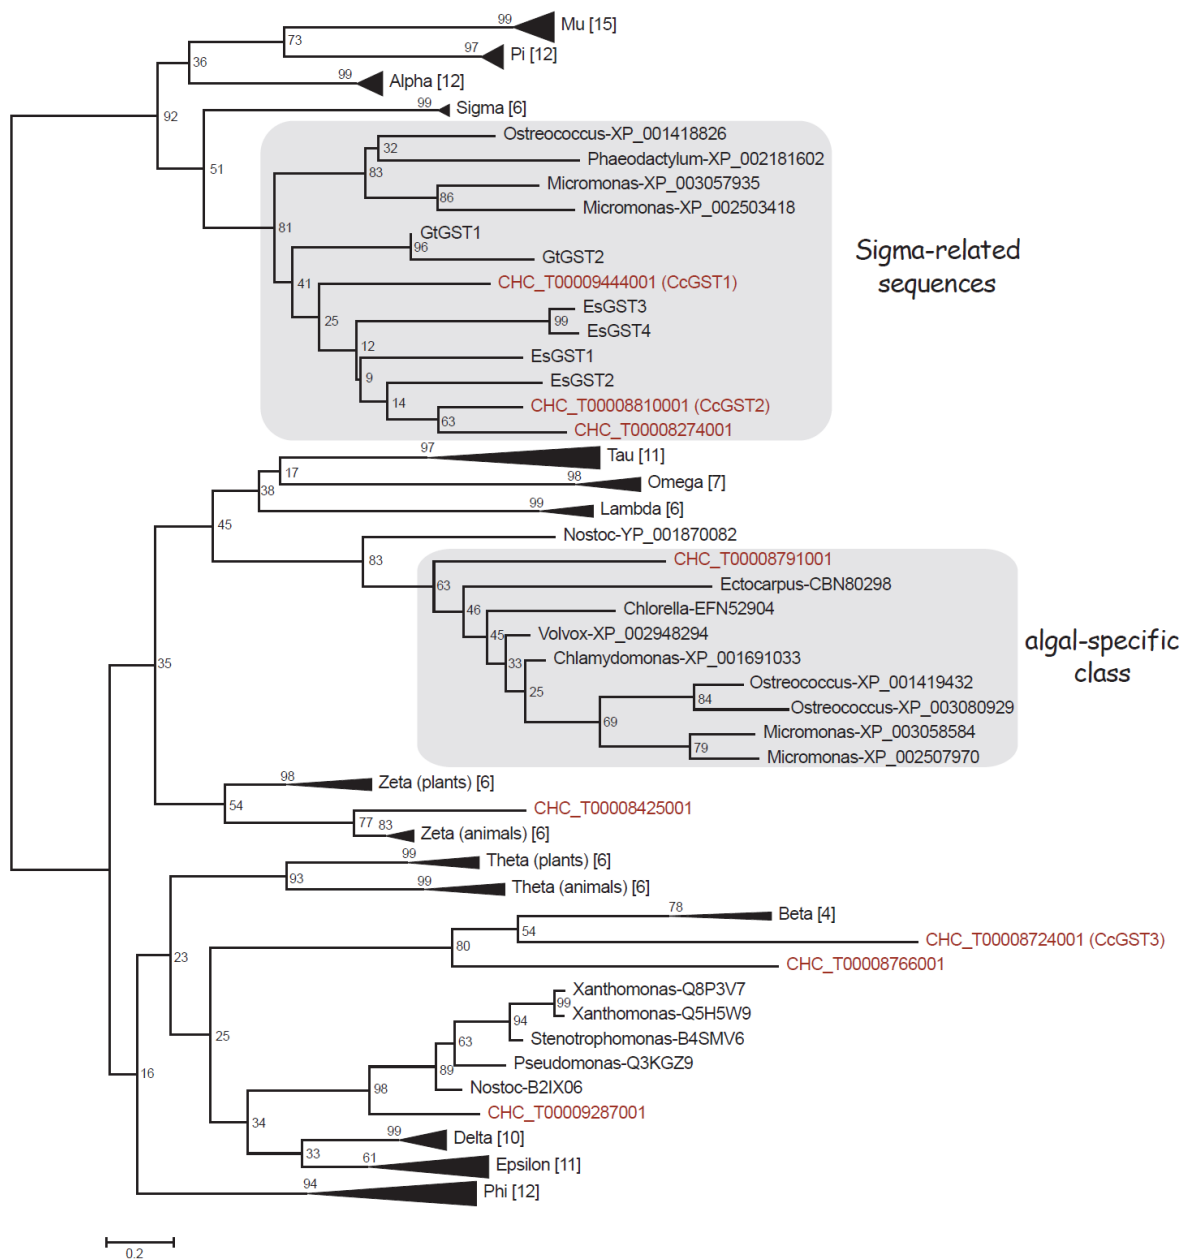 99
Mu [15]
73
97
Pi [12]
36
99
Alpha [12]
92
99
Sigma [6]
51
Ostreococcus-XP_001418826
32
Phaeodactylum-XP_002181602
83
Micromonas-XP_003057935
86
Micromonas-XP_002503418
81
GtGST1
96
GtGST2
41
CHC_T00009444001 (CcGST1)
25
EsGST3
99
EsGST4
12
EsGST1
9
EsGST2
14
CHC_T00008810001 (CcGST2)
63
CHC_T00008274001
Sigma-related
sequences
97
Tau [11]
17
98
Omega [7]
38
99
Lambda [6]
45
Nostoc-YP_001870082
83
CHC_T00008791001
63
Ectocarpus-CBN80298
46
Chlorella-EFN52904
45
Volvox-XP_002948294
33
Chlamydomonas-XP_001691033
25
Ostreococcus-XP_001419432
84
Ostreococcus-XP_003080929
69
Micromonas-XP_003058584
79
Micromonas-XP_002507970
algal-specific
class
35
98
Zeta (plants) [6]
54
CHC_T00008425001
77
83
Zeta (animals) [6]
99
Theta (plants) [6]
93
99
Theta (animals) [6]
23
78
Beta [4]
54
CHC_T00008724001 (CcGST3)
80
CHC_T00008766001
25
Xanthomonas-Q8P3V7
99
Xanthomonas-Q5H5W9
94
Stenotrophomonas-B4SMV6
63
Pseudomonas-Q3KGZ9
89
Nostoc-B2IX06
98
CHC_T00009287001
16
34
99
Delta [10]
33
61
Epsilon [11]
94
Phi [12]
0.2